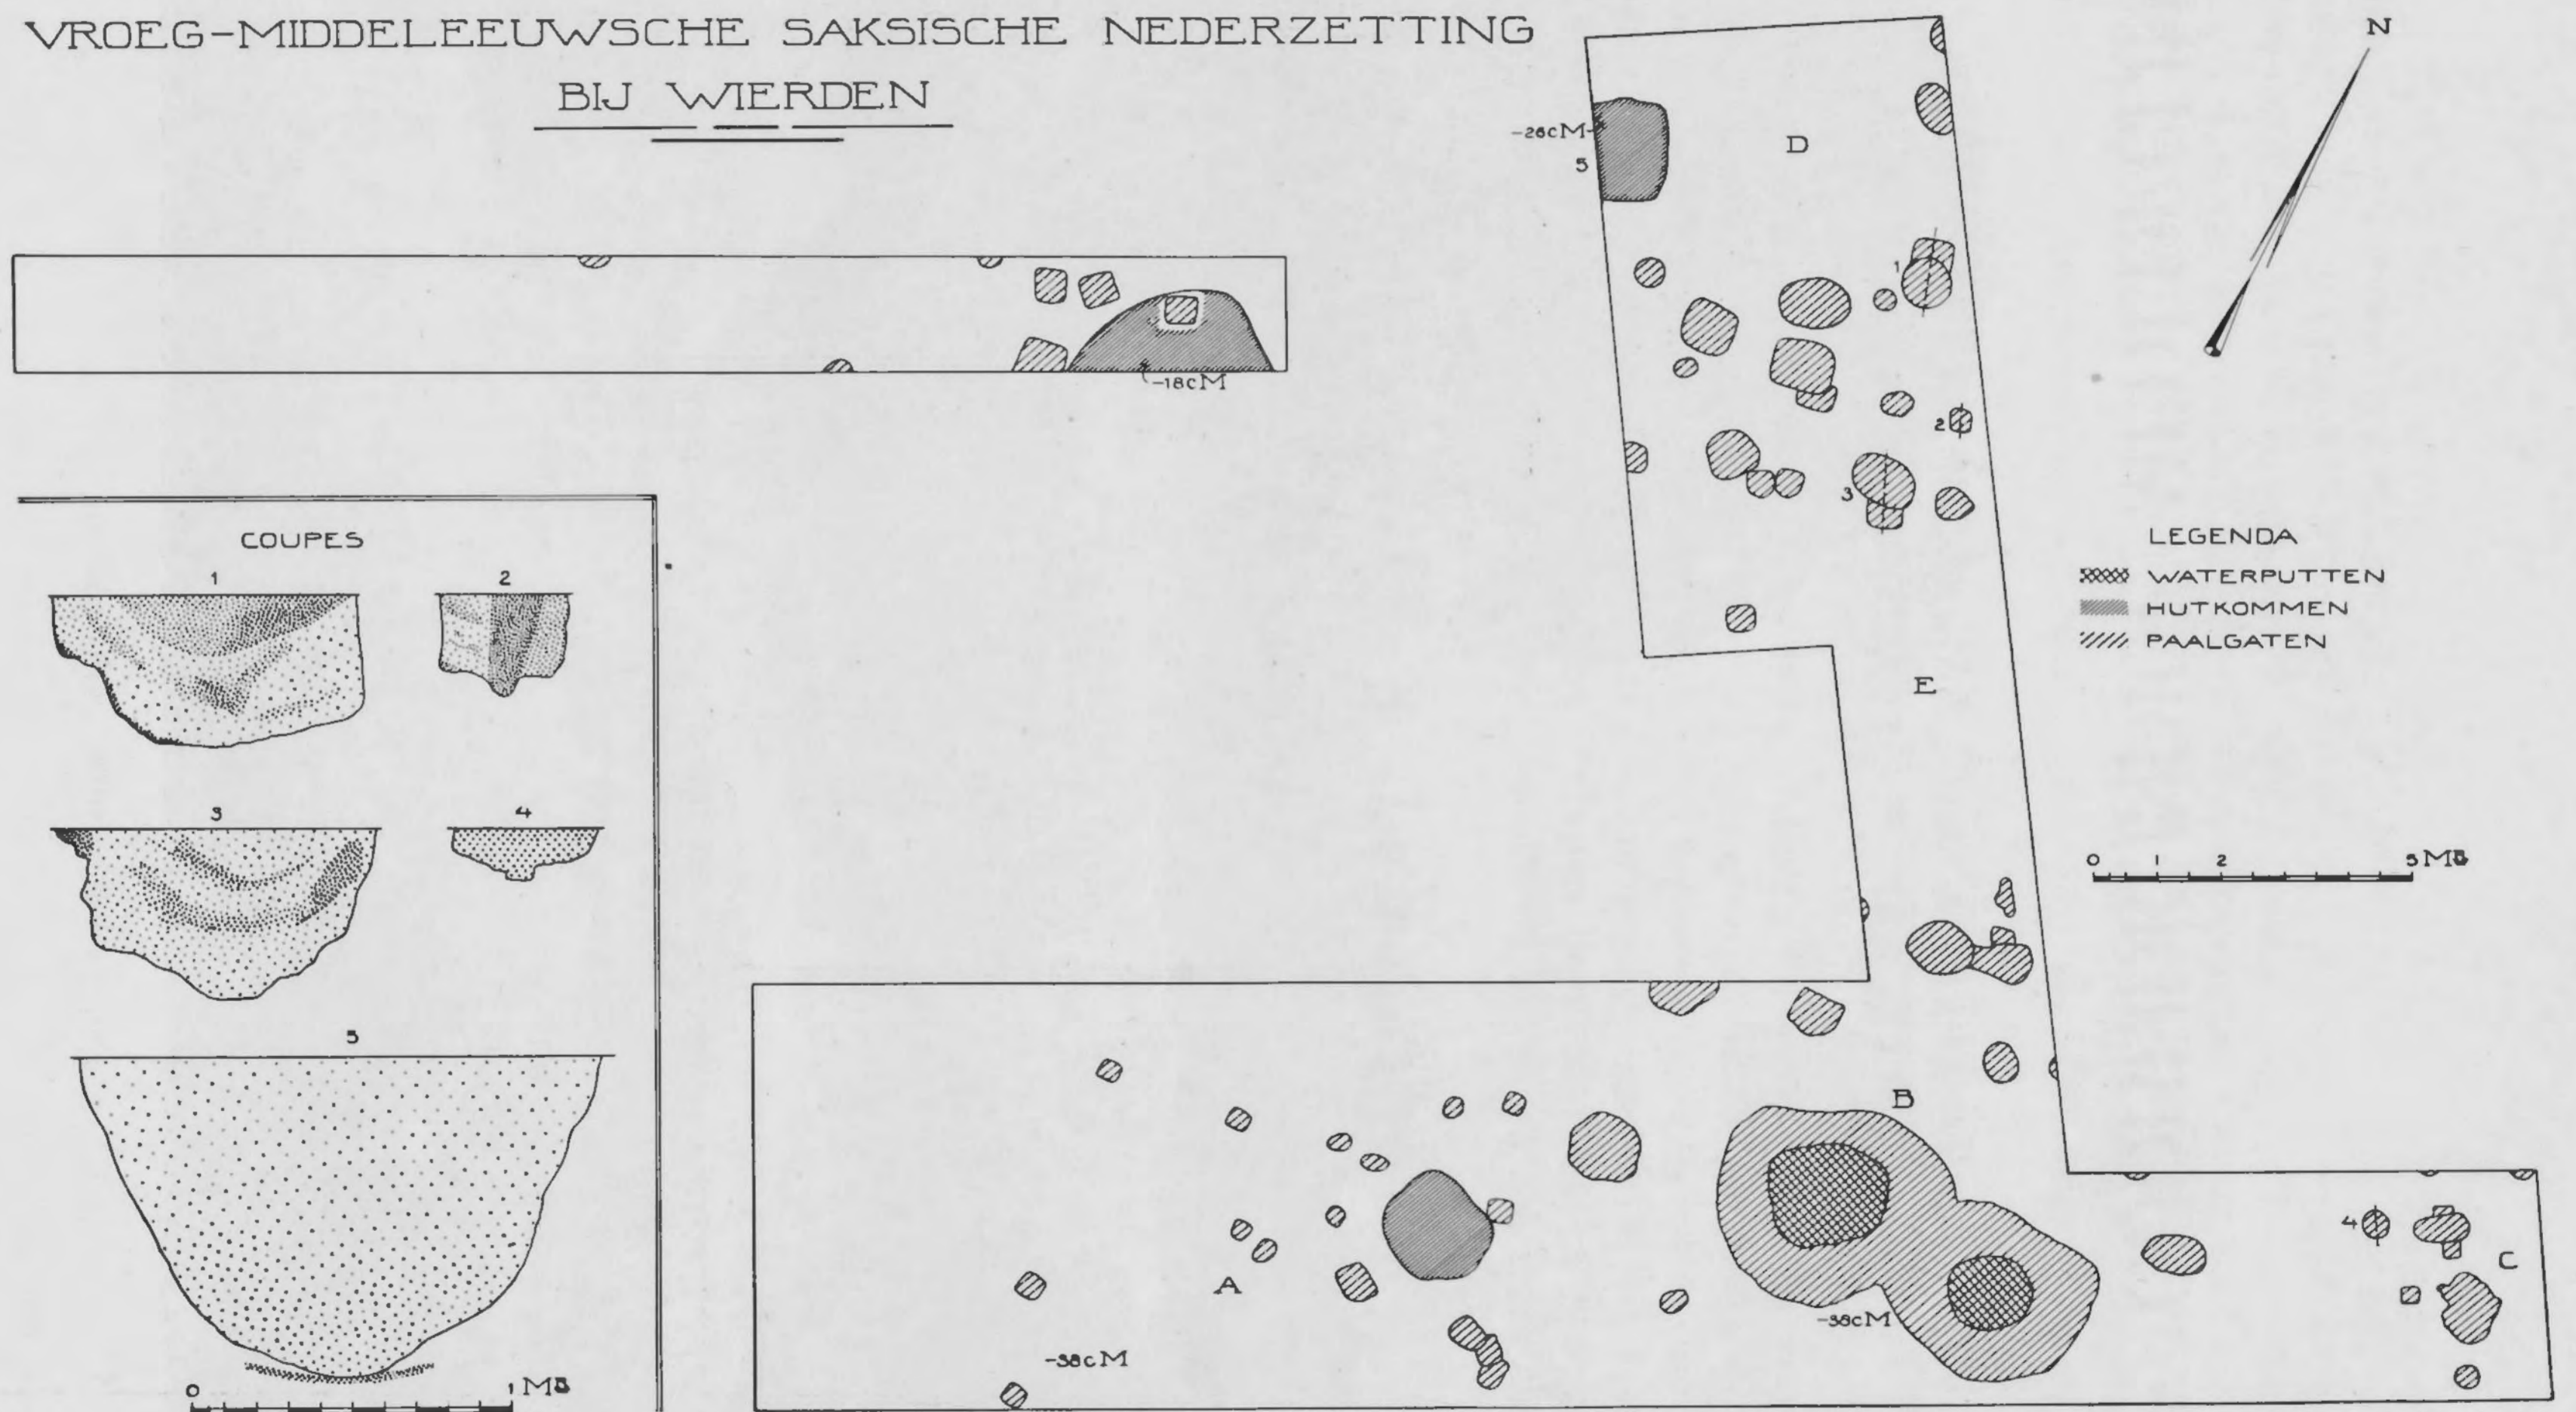 VROEG-MIDDELEEUWSCHE SAKSISCHE NEDERZETTING
BIJ WIERDEN
N
-26cM-
5
D
1
2
3
-18cM
E
LEGENDA
WATERPUTTEN
HUTKOMMEN
PAALGATEN
0 1 2 5 M
COUPES
1 2
3 4
5
0 1 M
B
A
4
C
-38cM
-38cM